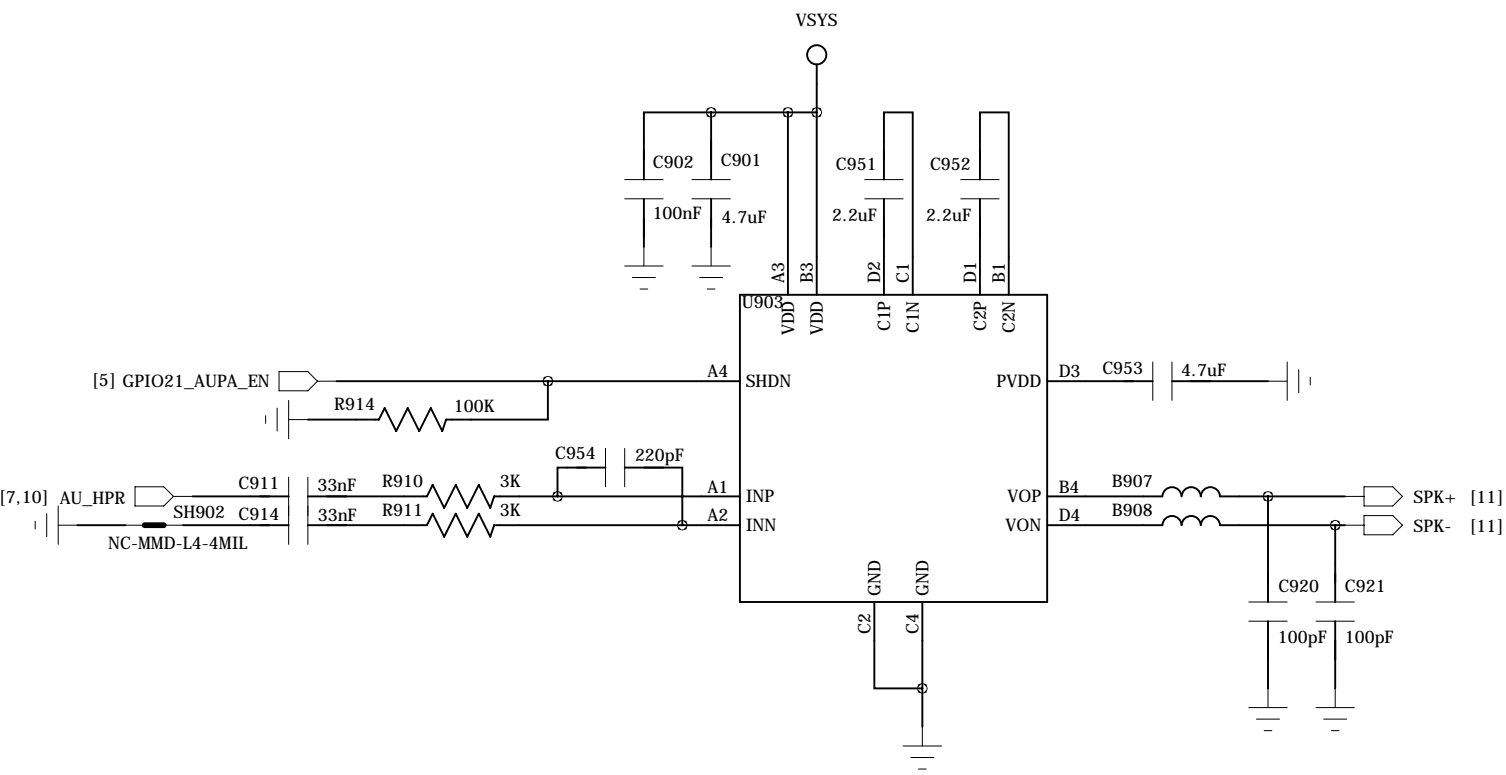 VSYS
C902 C901 C951 C952
100nF 4.7uF 2.2uF 2.2uF
A3 B3 D2 C1 D1 B1
U903
VDD VDD C1P C1N C2P C2N
[5] GPIO21_AUPA_EN A4 SHDN PVDD D3 C953 4.7uF
R914 100K
C954 220pF
[7,10] AU_HPR C911 33nF R910 3K A1 INP VOP B4 B907 SPK+ [11]
SH902 C914 33nF R911 3K A2 INN VON D4 B908 SPK- [11]
NC-MMD-L4-4MIL
GND GND
C2 C4
C920 C921
100pF 100pF